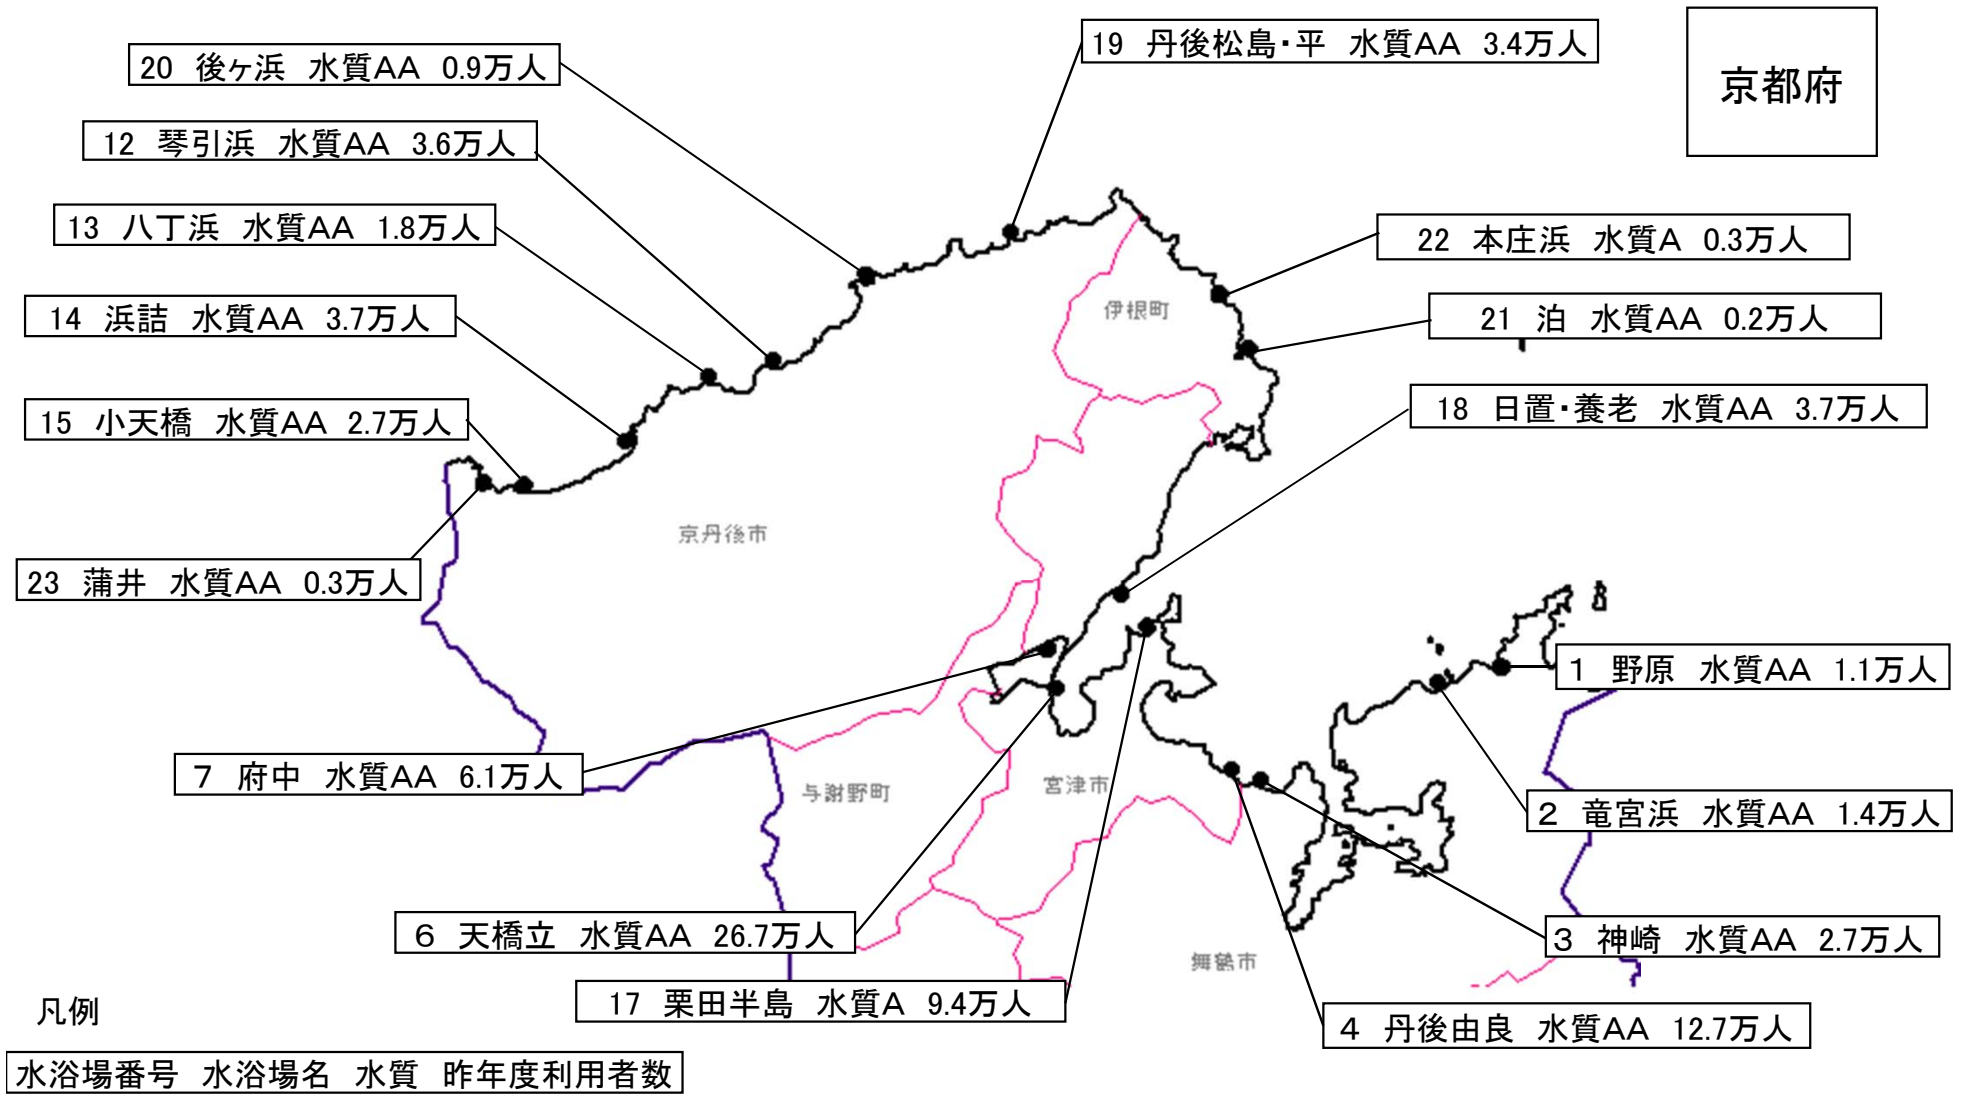 京都府
19 丹後松島・平 水質AA 3.4万人
20 後ヶ浜 水質AA 0.9万人
12 琴引浜 水質AA 3.6万人
13 八丁浜 水質AA 1.8万人
22 本庄浜 水質A 0.3万人
14 浜詰 水質AA 3.7万人
伊根町
21 泊 水質AA 0.2万人
15 小天橋 水質AA 2.7万人
18 日置・養老 水質AA 3.7万人
京丹後市
23 蒲井 水質AA 0.3万人
1 野原 水質AA 1.1万人
7 府中 水質AA 6.1万人
与謝野町
宮津市
2 竜宮浜 水質AA 1.4万人
6 天橋立 水質AA 26.7万人
3 神崎 水質AA 2.7万人
舞鶴市
17 栗田半島 水質A 9.4万人
4 丹後由良 水質AA 12.7万人
凡例
水浴場番号 水浴場名 水質 昨年度利用者数